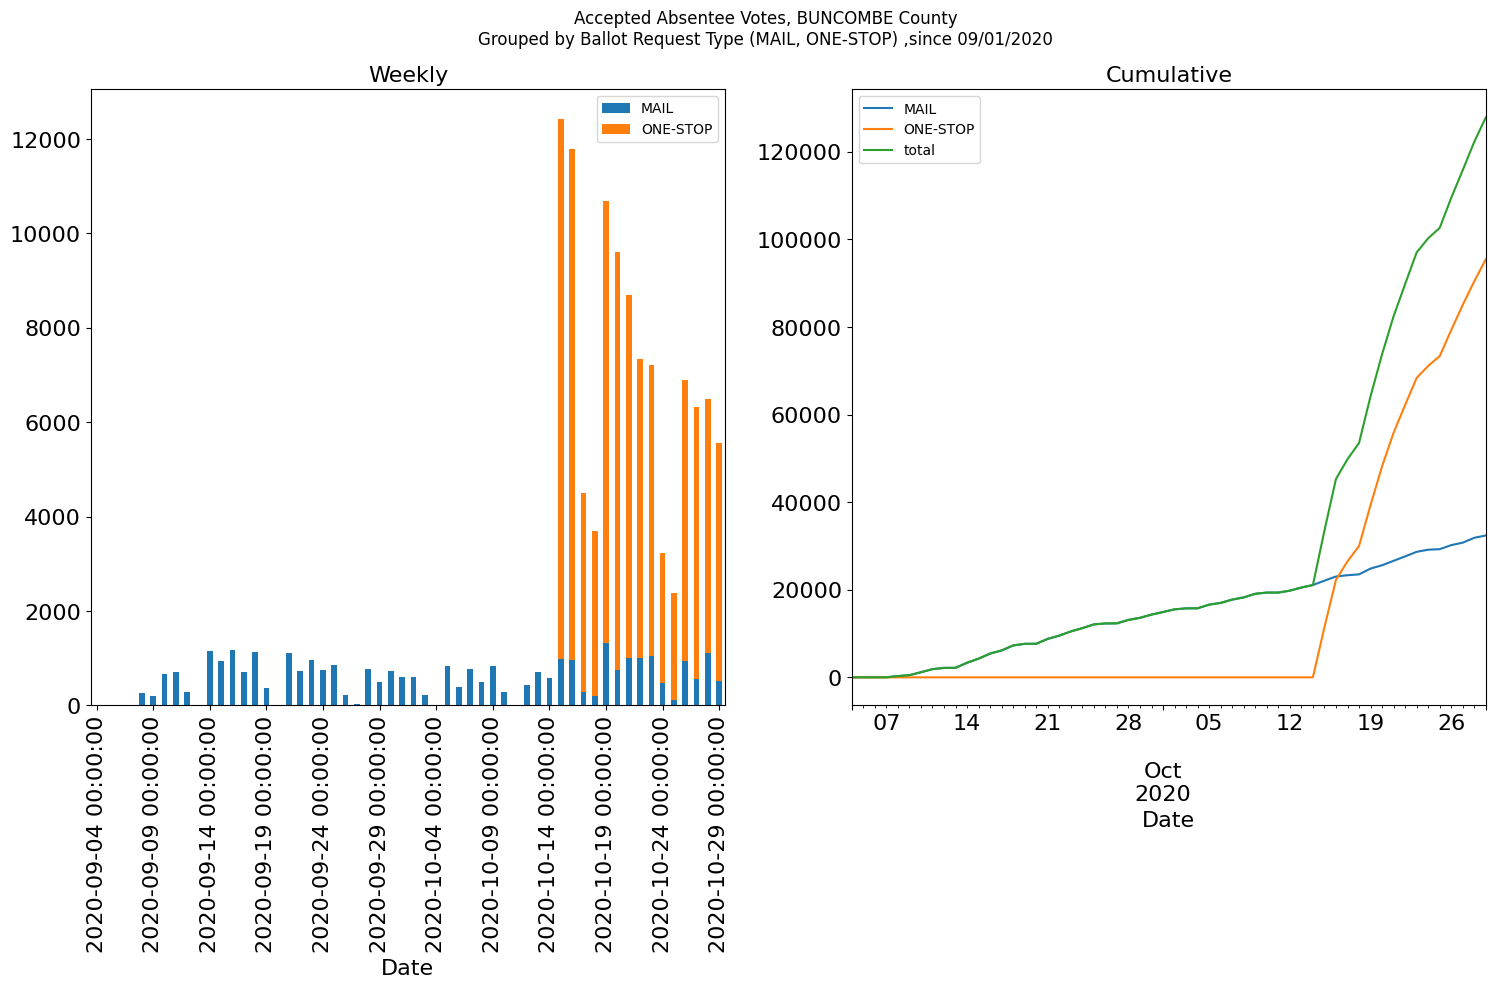 Accepted Absentee Votes, BUNCOMBE County
Grouped by Ballot Request Type (MAIL, ONE-STOP) ,since 09/01/2020
Weekly
MAIL
ONE-STOP
12000
10000
8000
6000
4000
2000
0
2020-09-04 00:00:00
2020-09-09 00:00:00
2020-09-14 00:00:00
2020-09-19 00:00:00
2020-09-24 00:00:00
2020-09-29 00:00:00
2020-10-04 00:00:00
2020-10-09 00:00:00
2020-10-14 00:00:00
2020-10-19 00:00:00
2020-10-24 00:00:00
2020-10-29 00:00:00
Date
Cumulative
MAIL
ONE-STOP
total
120000
100000
80000
60000
40000
20000
0
07 14 21 28 05 12 19 26
Oct
2020
Date